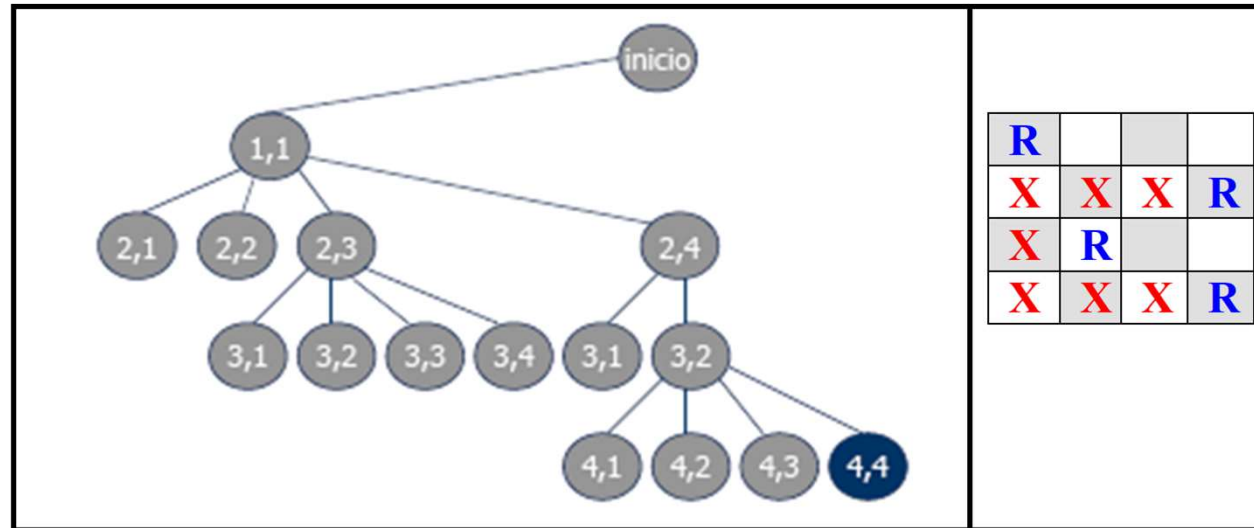 inicio
1,1
2,1 2,2 2,3 2,4
3,1 3,2 3,3 3,4 3,1 3,2
4,1 4,2 4,3 4,4
R
X X X R
X R
X X X R